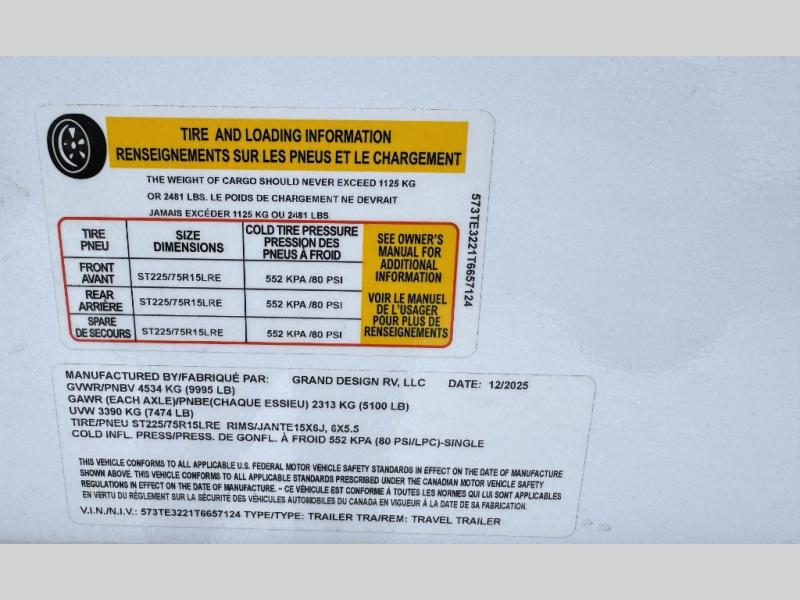 TIRE AND LOADING INFORMATION
RENSEIGNEMENTS SUR LES PNEUS ET LE CHARGEMENT
THE WEIGHT OF CARGO SHOULD NEVER EXCEED 1125 KG
OR 2481 LBS. LE POIDS DE CHARGEMENT NE DEVRAIT
JAMAIS EXCÉDER 1125 KG OU 2481 LBS.
TIRE
PNEU
SIZE
DIMENSIONS
COLD TIRE PRESSURE
PRESSION DES
PNEUS À FROID
SEE OWNER'S
MANUAL FOR
ADDITIONAL
INFORMATION
FRONT
AVANT
ST225/75R15LRE
552 KPA /80 PSI
REAR
ARRIÈRE
ST225/75R15LRE
552 KPA /80 PSI
VOIR LE MANUEL
DE L'USAGER
POUR PLUS DE
RENSEIGNEMENTS
SPARE
DE SECOURS
ST225/75R15LRE
552 KPA /80 PSI
573TE3221T6657124
MANUFACTURED BY/FABRIQUÉ PAR: GRAND DESIGN RV, LLC DATE: 12/2025
GVWR/PNBV 4534 KG (9995 LB)
GAWR (EACH AXLE)/PNBE(CHAQUE ESSIEU) 2313 KG (5100 LB)
UVW 3390 KG (7474 LB)
TIRE/PNEU ST225/75R15LRE RIMS/JANTE15X6J, 6X5.5
COLD INFL. PRESS/PRESS. DE GONFL. À FROID 552 KPA (80 PSI/LPC)-SINGLE
THIS VEHICLE CONFORMS TO ALL APPLICABLE U.S. FEDERAL MOTOR VEHICLE SAFETY STANDARDS IN EFFECT ON THE DATE OF MANUFACTURE
SHOWN ABOVE. THIS VEHICLE CONFORMS TO ALL APPLICABLE STANDARDS PRESCRIBED UNDER THE CANADIAN MOTOR VEHICLE SAFETY
REGULATIONS IN EFFECT ON THE DATE OF MANUFACTURE. - CE VÉHICULE EST CONFORME À TOUTES LES NORMES QUI LUI SONT APPLICABLES
EN VERTU DU RÉGLEMENT SUR LA SÉCURITÉ DES VÉHICULES AUTOMOBILES DU CANADA EN VIGUEUR À LA DATE DE SA FABRICATION.
V.I.N./N.I.V.: 573TE3221T6657124 TYPE/TYPE: TRAILER TRA/REM: TRAVEL TRAILER